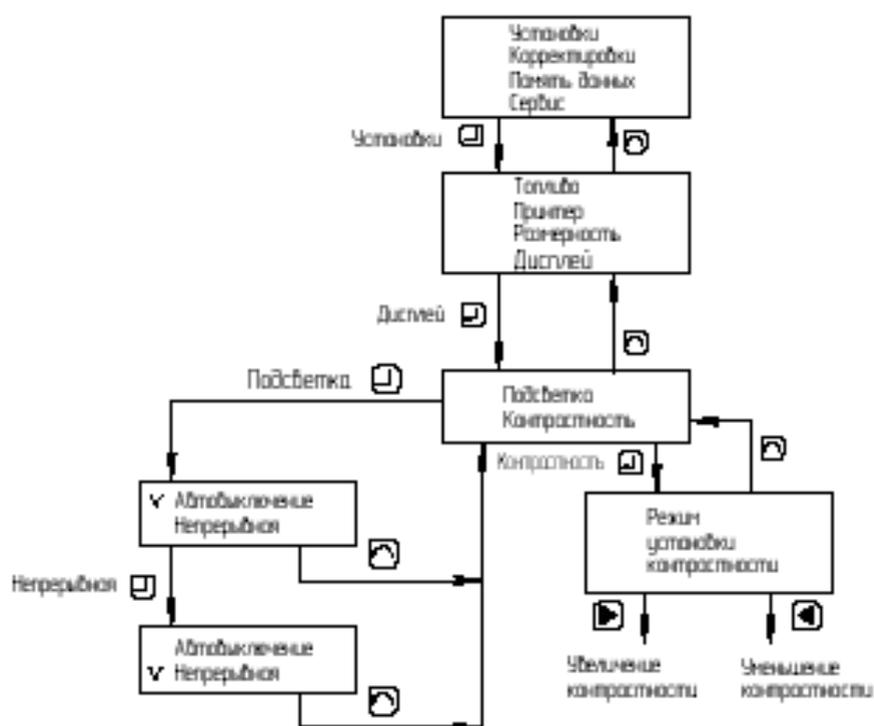 Установки
Корректировки
Память данных
Сервис
Установки
Топливо
Принтер
Размерность
Дисплей
Дисплей
Подсветка
Подсветка
Контрастность
Контрастность
V Автовыключение
Непрерывная
Режим
установки
контрастности
Непрерывная
Автовыключение
V Непрерывная
Увеличение
контрастности
Уменьшение
контрастности